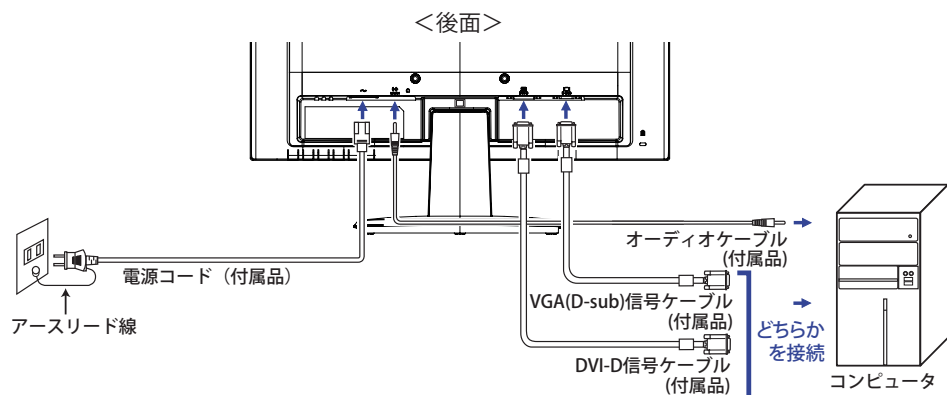 ＜後面＞
オーディオケーブル
(付属品)
電源コード（付属品）
アースリード線
VGA(D-sub)信号ケーブル
(付属品)
どちらか
を接続
DVI-D信号ケーブル
(付属品)
コンピュータ